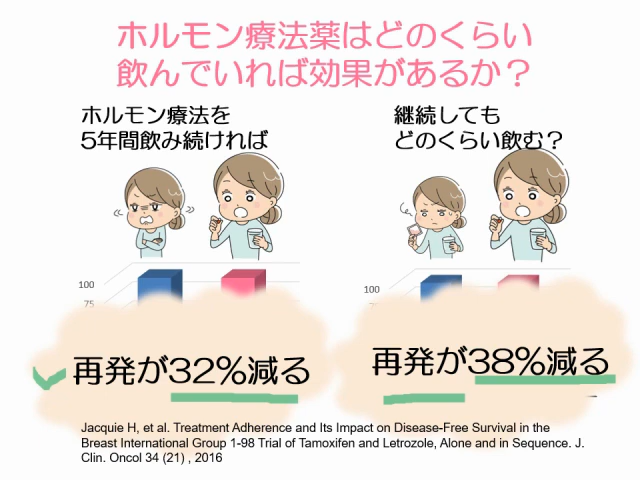 ホルモン療法薬はどのくらい
飲んでいれば効果があるか？
ホルモン療法を
5年間飲み続ければ
継続しても
どのくらい飲む？
100
75
100
再発が32%減る
再発が38%減る
Jacquie H, et al. Treatment Adherence and Its Impact on Disease-Free Survival in the
Breast International Group 1-98 Trial of Tamoxifen and Letrozole, Alone and in Sequence. J.
Clin. Oncol 34 (21) , 2016